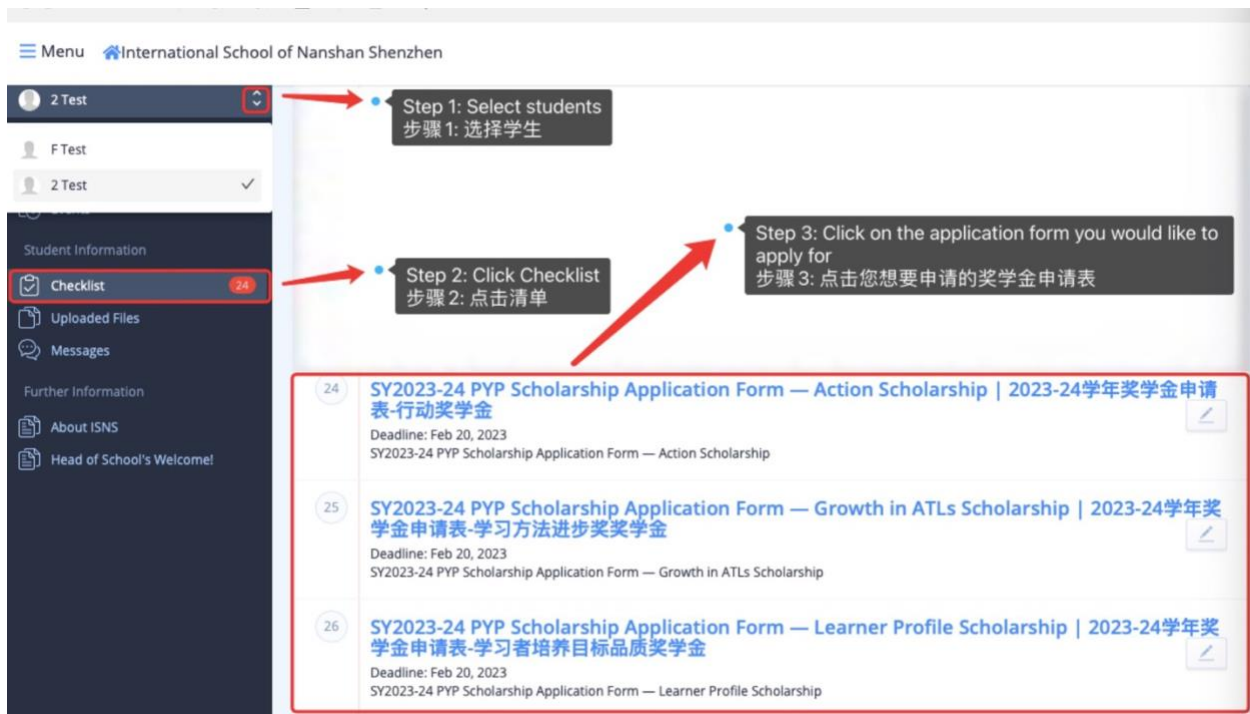 Menu International School of Nanshan Shenzhen
2 Test
F Test
2 Test
Student Information
Checklist 24
Uploaded Files
Messages
Further Information
About ISNS
Head of School's Welcome!
Step 1: Select students
步骤1: 选择学生
Step 2: Click Checklist
步骤2: 点击清单
Step 3: Click on the application form you would like to
apply for
步骤3: 点击您想要申请的奖学金申请表
24
SY2023-24 PYP Scholarship Application Form — Action Scholarship | 2023-24学年奖学金申请
表-行动奖学金
Deadline: Feb 20, 2023
SY2023-24 PYP Scholarship Application Form — Action Scholarship
25
SY2023-24 PYP Scholarship Application Form — Growth in ATLs Scholarship | 2023-24学年奖
学金申请表-学习方法进步奖奖学金
Deadline: Feb 20, 2023
SY2023-24 PYP Scholarship Application Form — Growth in ATLs Scholarship
26
SY2023-24 PYP Scholarship Application Form — Learner Profile Scholarship | 2023-24学年奖
学金申请表-学习者培养目标品质奖学金
Deadline: Feb 20, 2023
SY2023-24 PYP Scholarship Application Form — Learner Profile Scholarship